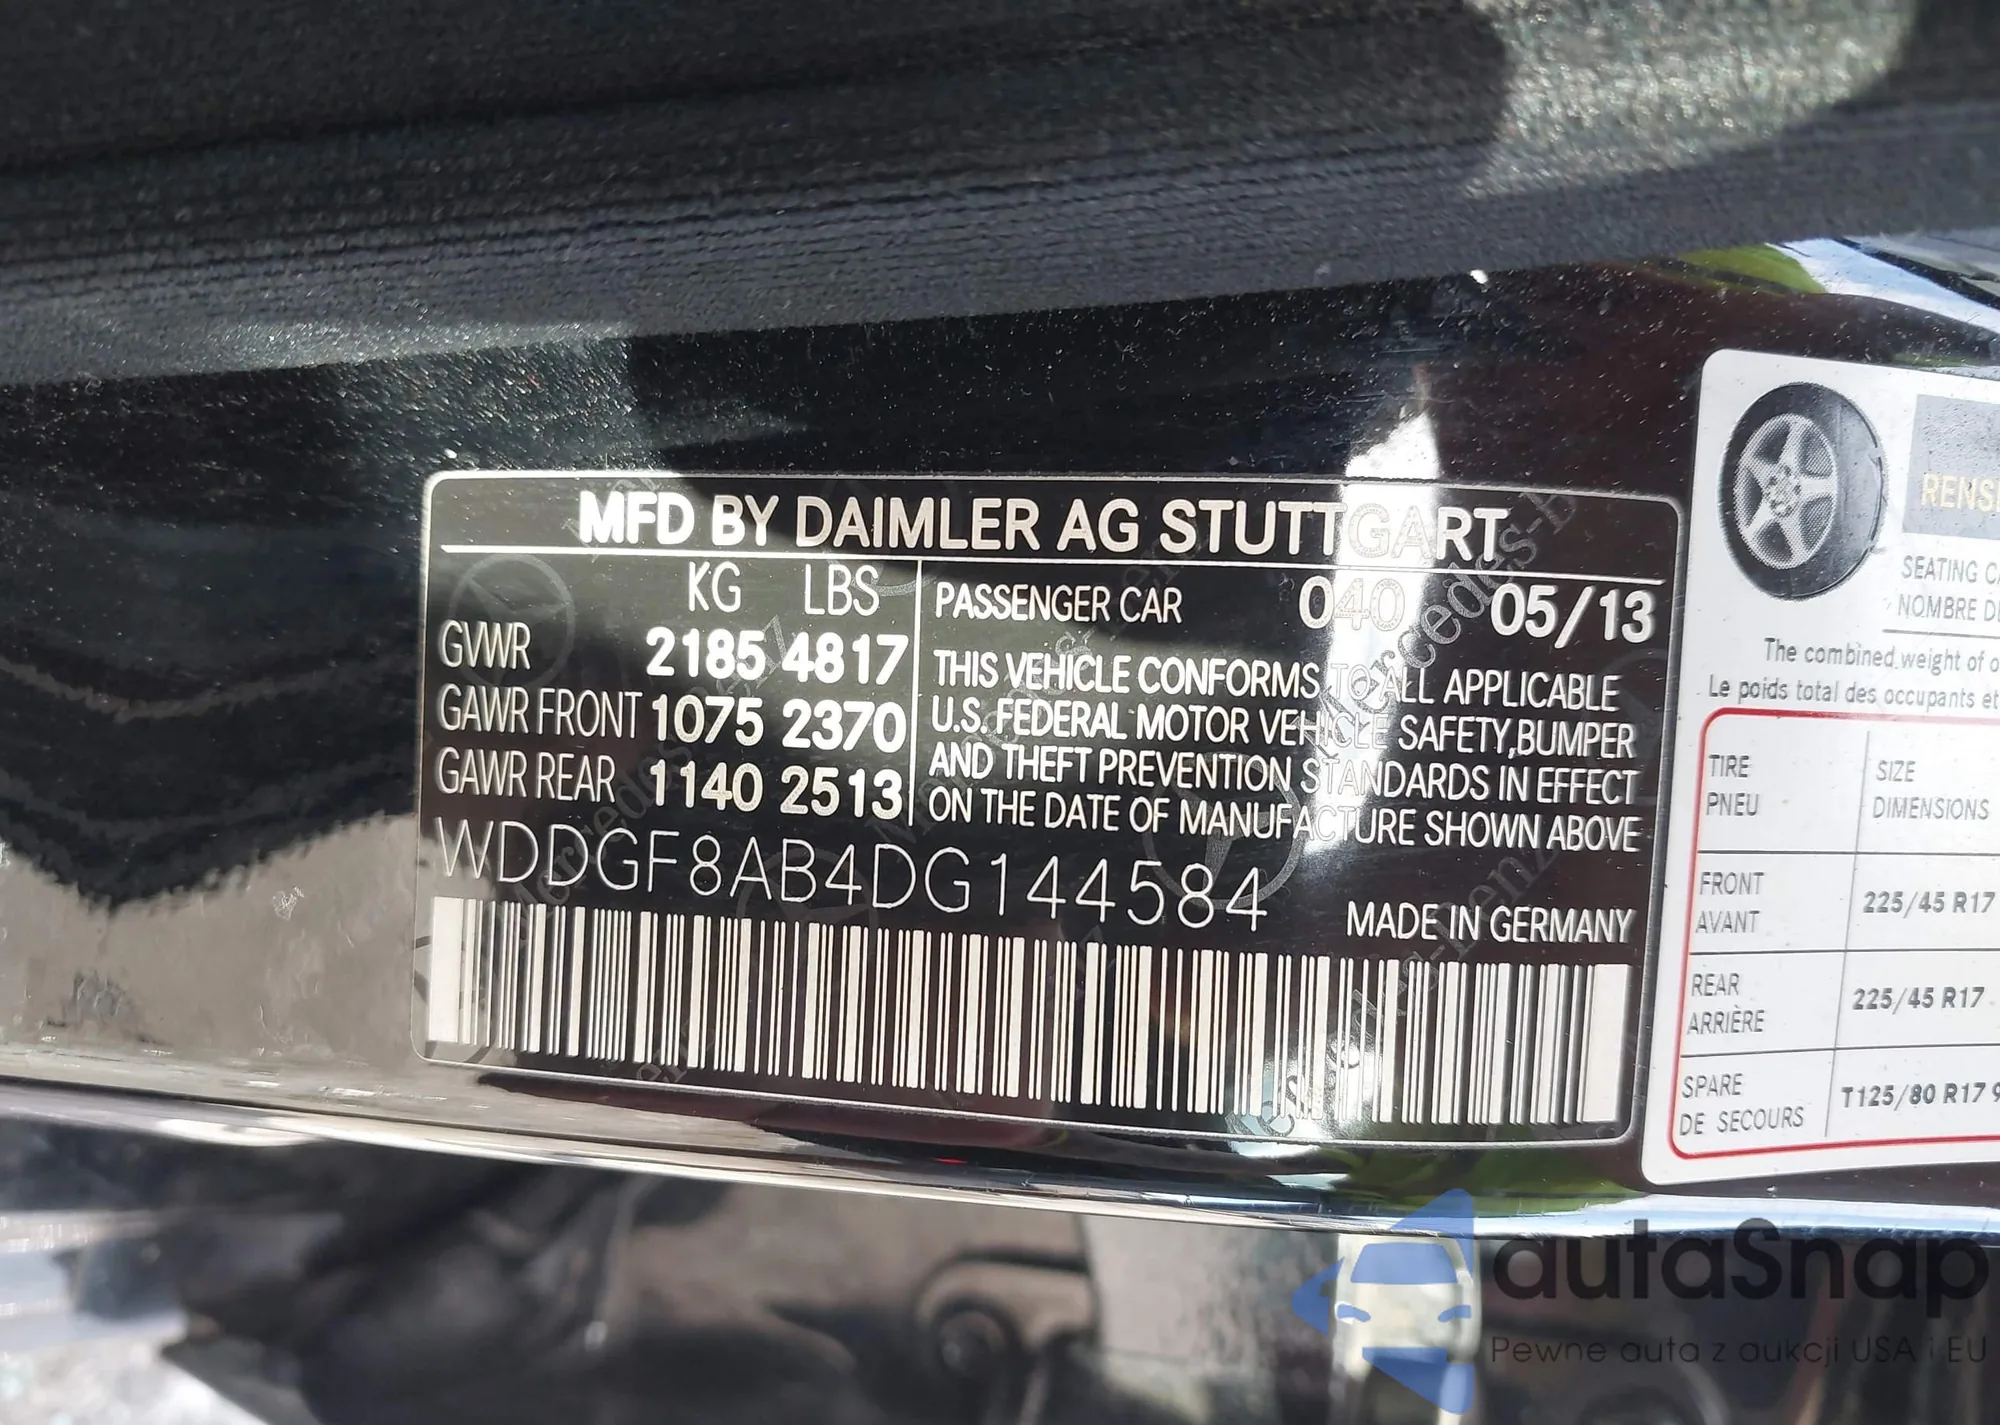 MFD BY DAIMLER AG STUTTGART
KG LBS
GVWR 2185 4817
GAWR FRONT 1075 2370
GAWR REAR 1140 2513
PASSENGER CAR 040 05/13
THIS VEHICLE CONFORMS TO ALL APPLICABLE
U.S. FEDERAL MOTOR VEHICLE SAFETY,BUMPER
AND THEFT PREVENTION STANDARDS IN EFFECT
ON THE DATE OF MANUFACTURE SHOWN ABOVE
WDDGF8AB4DG144584
MADE IN GERMANY
SEATING
NOMBRE
The combined weight of
Le poids total des occupants et
TIRE SIZE
PNEU DIMENSIONS
FRONT 225/45 R17
AVANT
REAR 225/45 R17
ARRIÈRE
SPARE T125/80 R17
DE SECOURS
autaSnap
Pewne auta z aukcji USA i EU